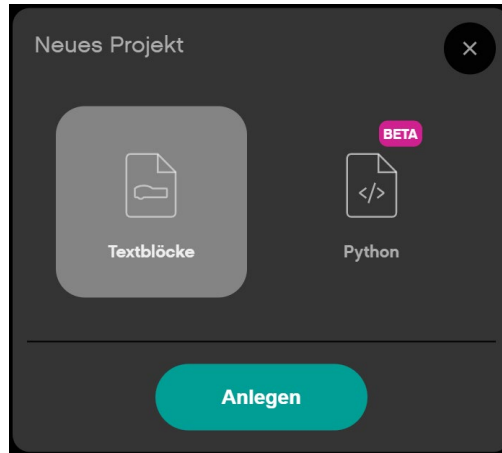 Neues Projekt
BETA
</>
Textblöcke
Python
Anlegen